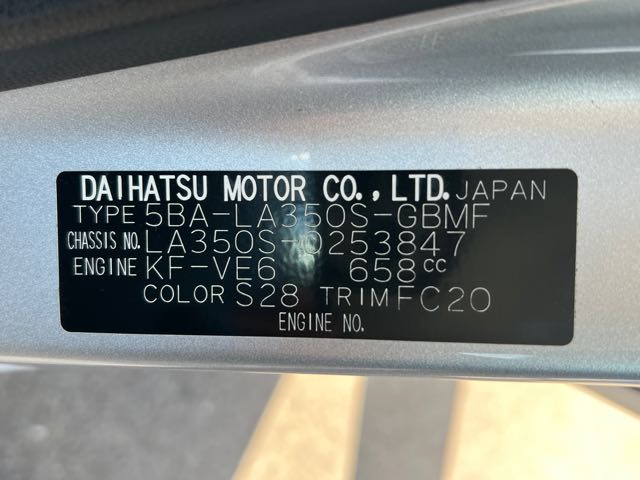 DAIHATSU MOTOR CO., LTD. JAPAN
TYPE 5BA-LA350S-GBMF
CHASSIS NO. LA350S-0253847
ENGINE KF-VE6 658cc
COLOR S28 TRIM FC20
ENGINE NO.